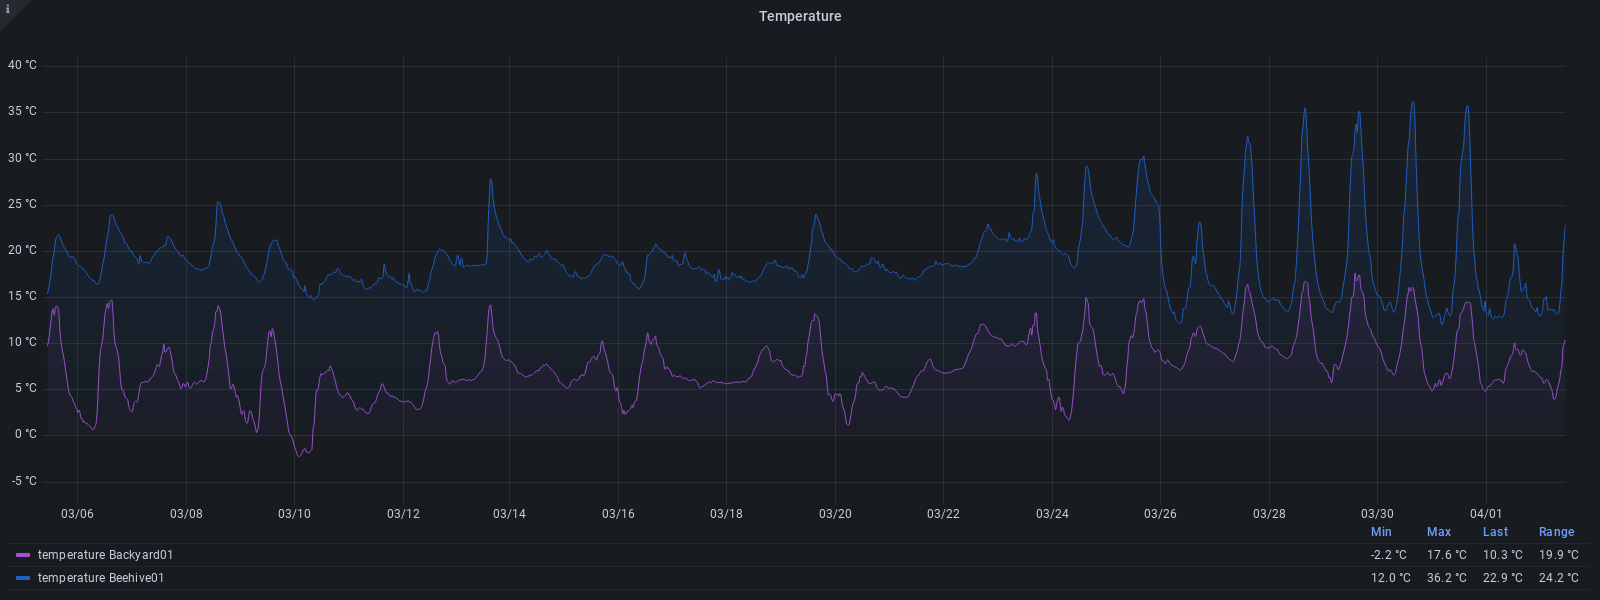 i
Temperature
40 °C
35 °C
30 °C
25 °C
20 °C
15 °C
10 °C
5 °C
0 °C
-5 °C
03/06 03/08 03/10 03/12 03/14 03/16 03/18 03/20 03/22 03/24 03/26 03/28 03/30 04/01
Min Max Last Range
temperature Backyard01 -2.2 °C 17.6 °C 10.3 °C 19.9 °C
temperature Beehive01 12.0 °C 36.2 °C 22.9 °C 24.2 °C